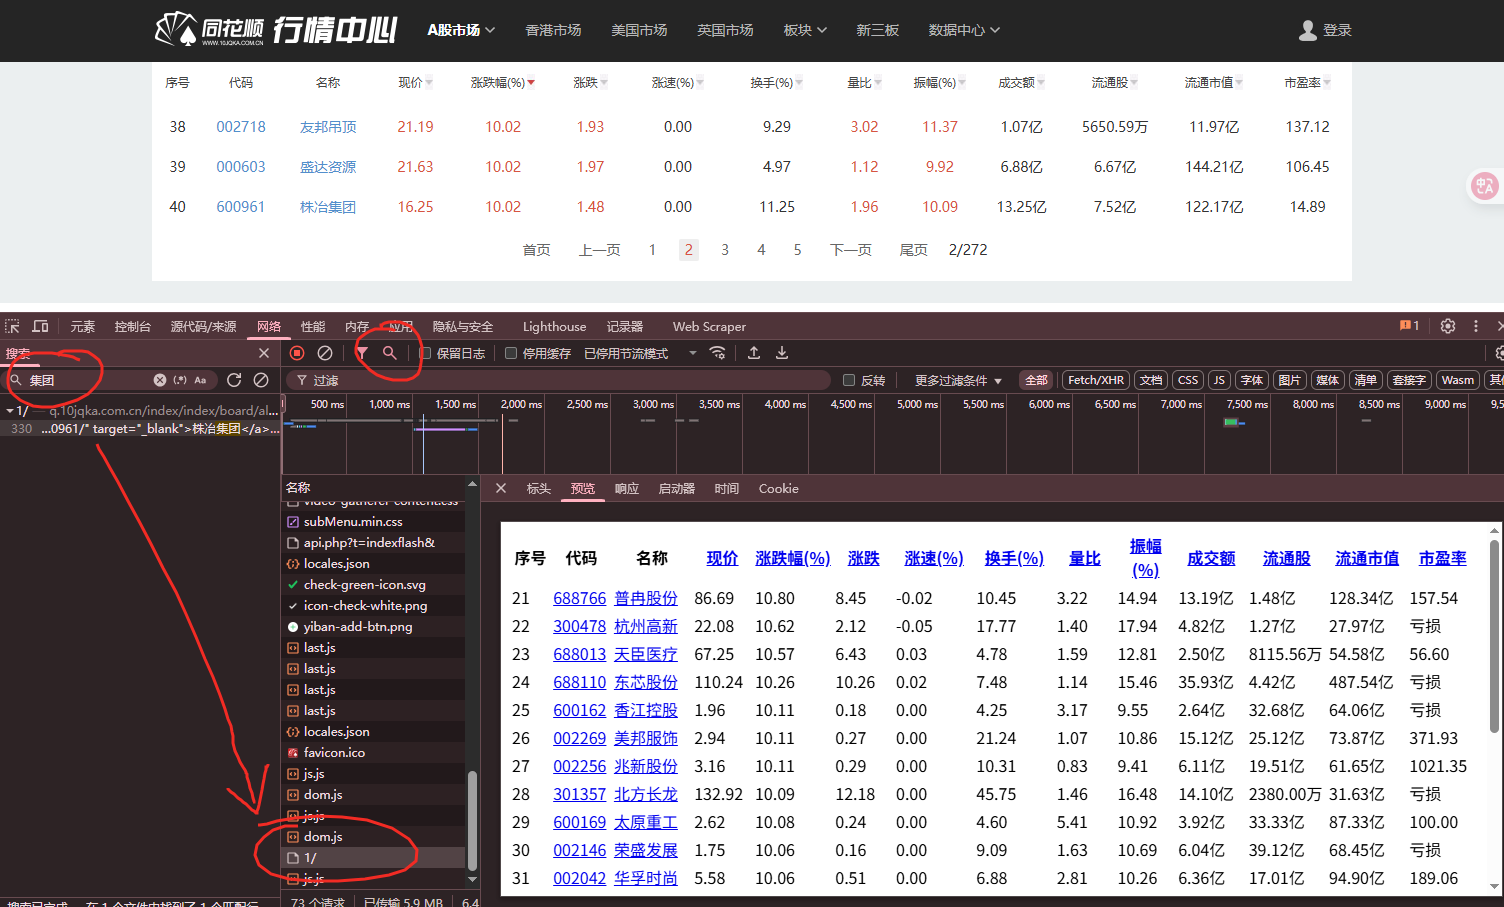 同花顺 WWW.10JQKA.COM.CN 行情中心 A股市场 香港市场 美国市场 英国市场 板块 新三板 数据中心 登录
序号 代码 名称 现价 涨跌幅(%) 涨跌 涨速(%) 换手(%) 量比 振幅(%) 成交额 流通股 流通市值 市盈率
38 002718 友邦吊顶 21.19 10.02 1.93 0.00 9.29 3.02 11.37 1.07亿 5650.59万 11.97亿 137.12
39 000603 盛达资源 21.63 10.02 1.97 0.00 4.97 1.12 9.92 6.88亿 6.67亿 144.21亿 106.45
40 600961 株冶集团 16.25 10.02 1.48 0.00 11.25 1.96 10.09 13.25亿 7.52亿 122.17亿 14.89
首页 上一页 1 2 3 4 5 下一页 尾页 2/272
元素 控制台 源代码/来源 网络 性能 内存 应用 隐私与安全 Lighthouse 记录器 Web Scraper 1
搜索 保留日志 停用缓存 已停用节流模式
集团 (.*) Aa 过滤 反转 更多过滤条件 全部 Fetch/XHR 文档 CSS JS 字体 图片 媒体 清单 套接字 Wasm 其他
1/ — q.10jqka.com.cn/index/index/board/al...
330 ...0961/" target="_blank">株冶集团</a>...
500 ms 1,000 ms 1,500 ms 2,000 ms 2,500 ms 3,000 ms 3,500 ms 4,000 ms 4,500 ms 5,000 ms 5,500 ms 6,000 ms 6,500 ms 7,000 ms 7,500 ms 8,000 ms 8,500 ms 9,000 ms 9,5
名称
video-gatherer-content.css
subMenu.min.css
api.php?t=indexflash&
locales.json
check-green-icon.svg
icon-check-white.png
yiban-add-btn.png
last.js
last.js
last.js
last.js
locales.json
favicon.ico
js.js
dom.js
js.js
dom.js
1/
js.js
73 个请求 已传输 5.9 MB 6.4
搜索已完成。 在 1 个文件中找到了 1 个匹配行。
标头 预览 响应 启动器 时间 Cookie
序号 代码 名称 现价 涨跌幅(%) 涨跌 涨速(%) 换手(%) 量比 振幅(%) 成交额 流通股 流通市值 市盈率
21 688766 普冉股份 86.69 10.80 8.45 -0.02 10.45 3.22 14.94 13.19亿 1.48亿 128.34亿 157.54
22 300478 杭州高新 22.08 10.62 2.12 -0.05 17.77 1.40 17.94 4.82亿 1.27亿 27.97亿 亏损
23 688013 天臣医疗 67.25 10.57 6.43 0.03 4.78 1.59 12.81 2.50亿 8115.56万 54.58亿 56.60
24 688110 东芯股份 110.24 10.26 10.26 0.02 7.48 1.14 15.46 35.93亿 4.42亿 487.54亿 亏损
25 600162 香江控股 1.96 10.11 0.18 0.00 4.25 3.17 9.55 2.64亿 32.68亿 64.06亿 亏损
26 002269 美邦服饰 2.94 10.11 0.27 0.00 21.24 1.07 10.86 15.12亿 25.12亿 73.87亿 371.93
27 002256 兆新股份 3.16 10.11 0.29 0.00 10.31 0.83 9.41 6.11亿 19.51亿 61.65亿 1021.35
28 301357 北方长龙 132.92 10.09 12.18 0.00 45.75 1.46 16.48 14.10亿 2380.00万 31.63亿 亏损
29 600169 太原重工 2.62 10.08 0.24 0.00 4.60 5.41 10.92 3.92亿 33.33亿 87.33亿 100.00
30 002146 荣盛发展 1.75 10.06 0.16 0.00 9.09 1.63 10.69 6.04亿 39.12亿 68.45亿 亏损
31 002042 华孚时尚 5.58 10.06 0.51 0.00 6.88 2.81 10.26 6.36亿 17.01亿 94.90亿 189.06